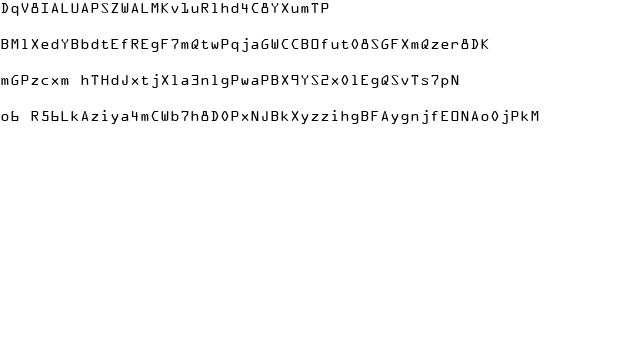 DqV8IALUAPSZWALMKv1uRlhd4C8YXumTP
BMlXedYBbdtEfREgF7mQtwPqjaGWCCBOfut08SGFXmQzer8DK
mGPzcxm hTHdJxtjXla3nlgPwaPBX9YS2x0lEgQSvTs7pN
o6 R56LkAziya4mCWb7h8D0PxNJBkXyzzihgBFAygnjfEONAo0jPkM